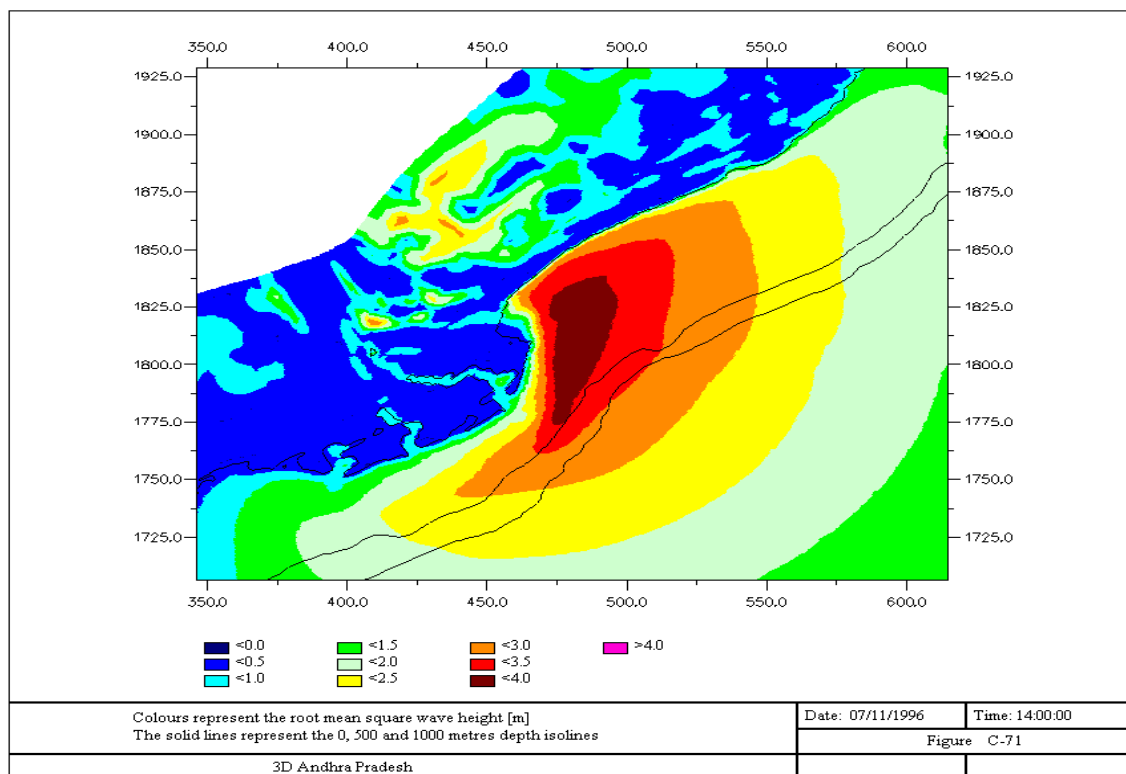 350.0 400.0 450.0 500.0 550.0 600.0
1925.0 1925.0
1900.0 1900.0
1875.0 1875.0
1850.0 1850.0
1825.0 1825.0
1800.0 1800.0
1775.0 1775.0
1750.0 1750.0
1725.0 1725.0
350.0 400.0 450.0 500.0 550.0 600.0
<0.0 <1.5 <3.0 >4.0
<0.5 <2.0 <3.5
<1.0 <2.5 <4.0
Colours represent the root mean square wave height [m]
The solid lines represent the 0, 500 and 1000 metres depth isolines
Date: 07/11/1996 Time: 14:00:00
Figure C-71
3D Andhra Pradesh